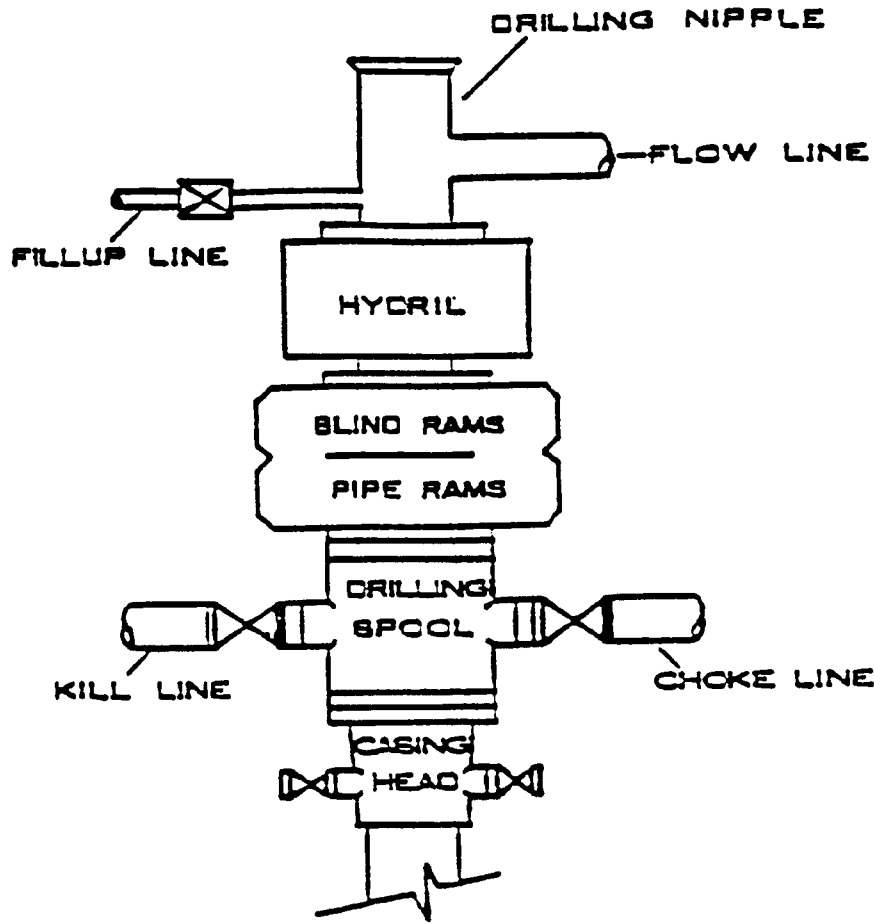 DRILLING NIPPLE
FLOW LINE
FILLUP LINE
HYDRIL
BLIND RAMS
PIPE RAMS
DRILLING
SPOOL
KILL LINE
CHOKE LINE
CASING
HEAD